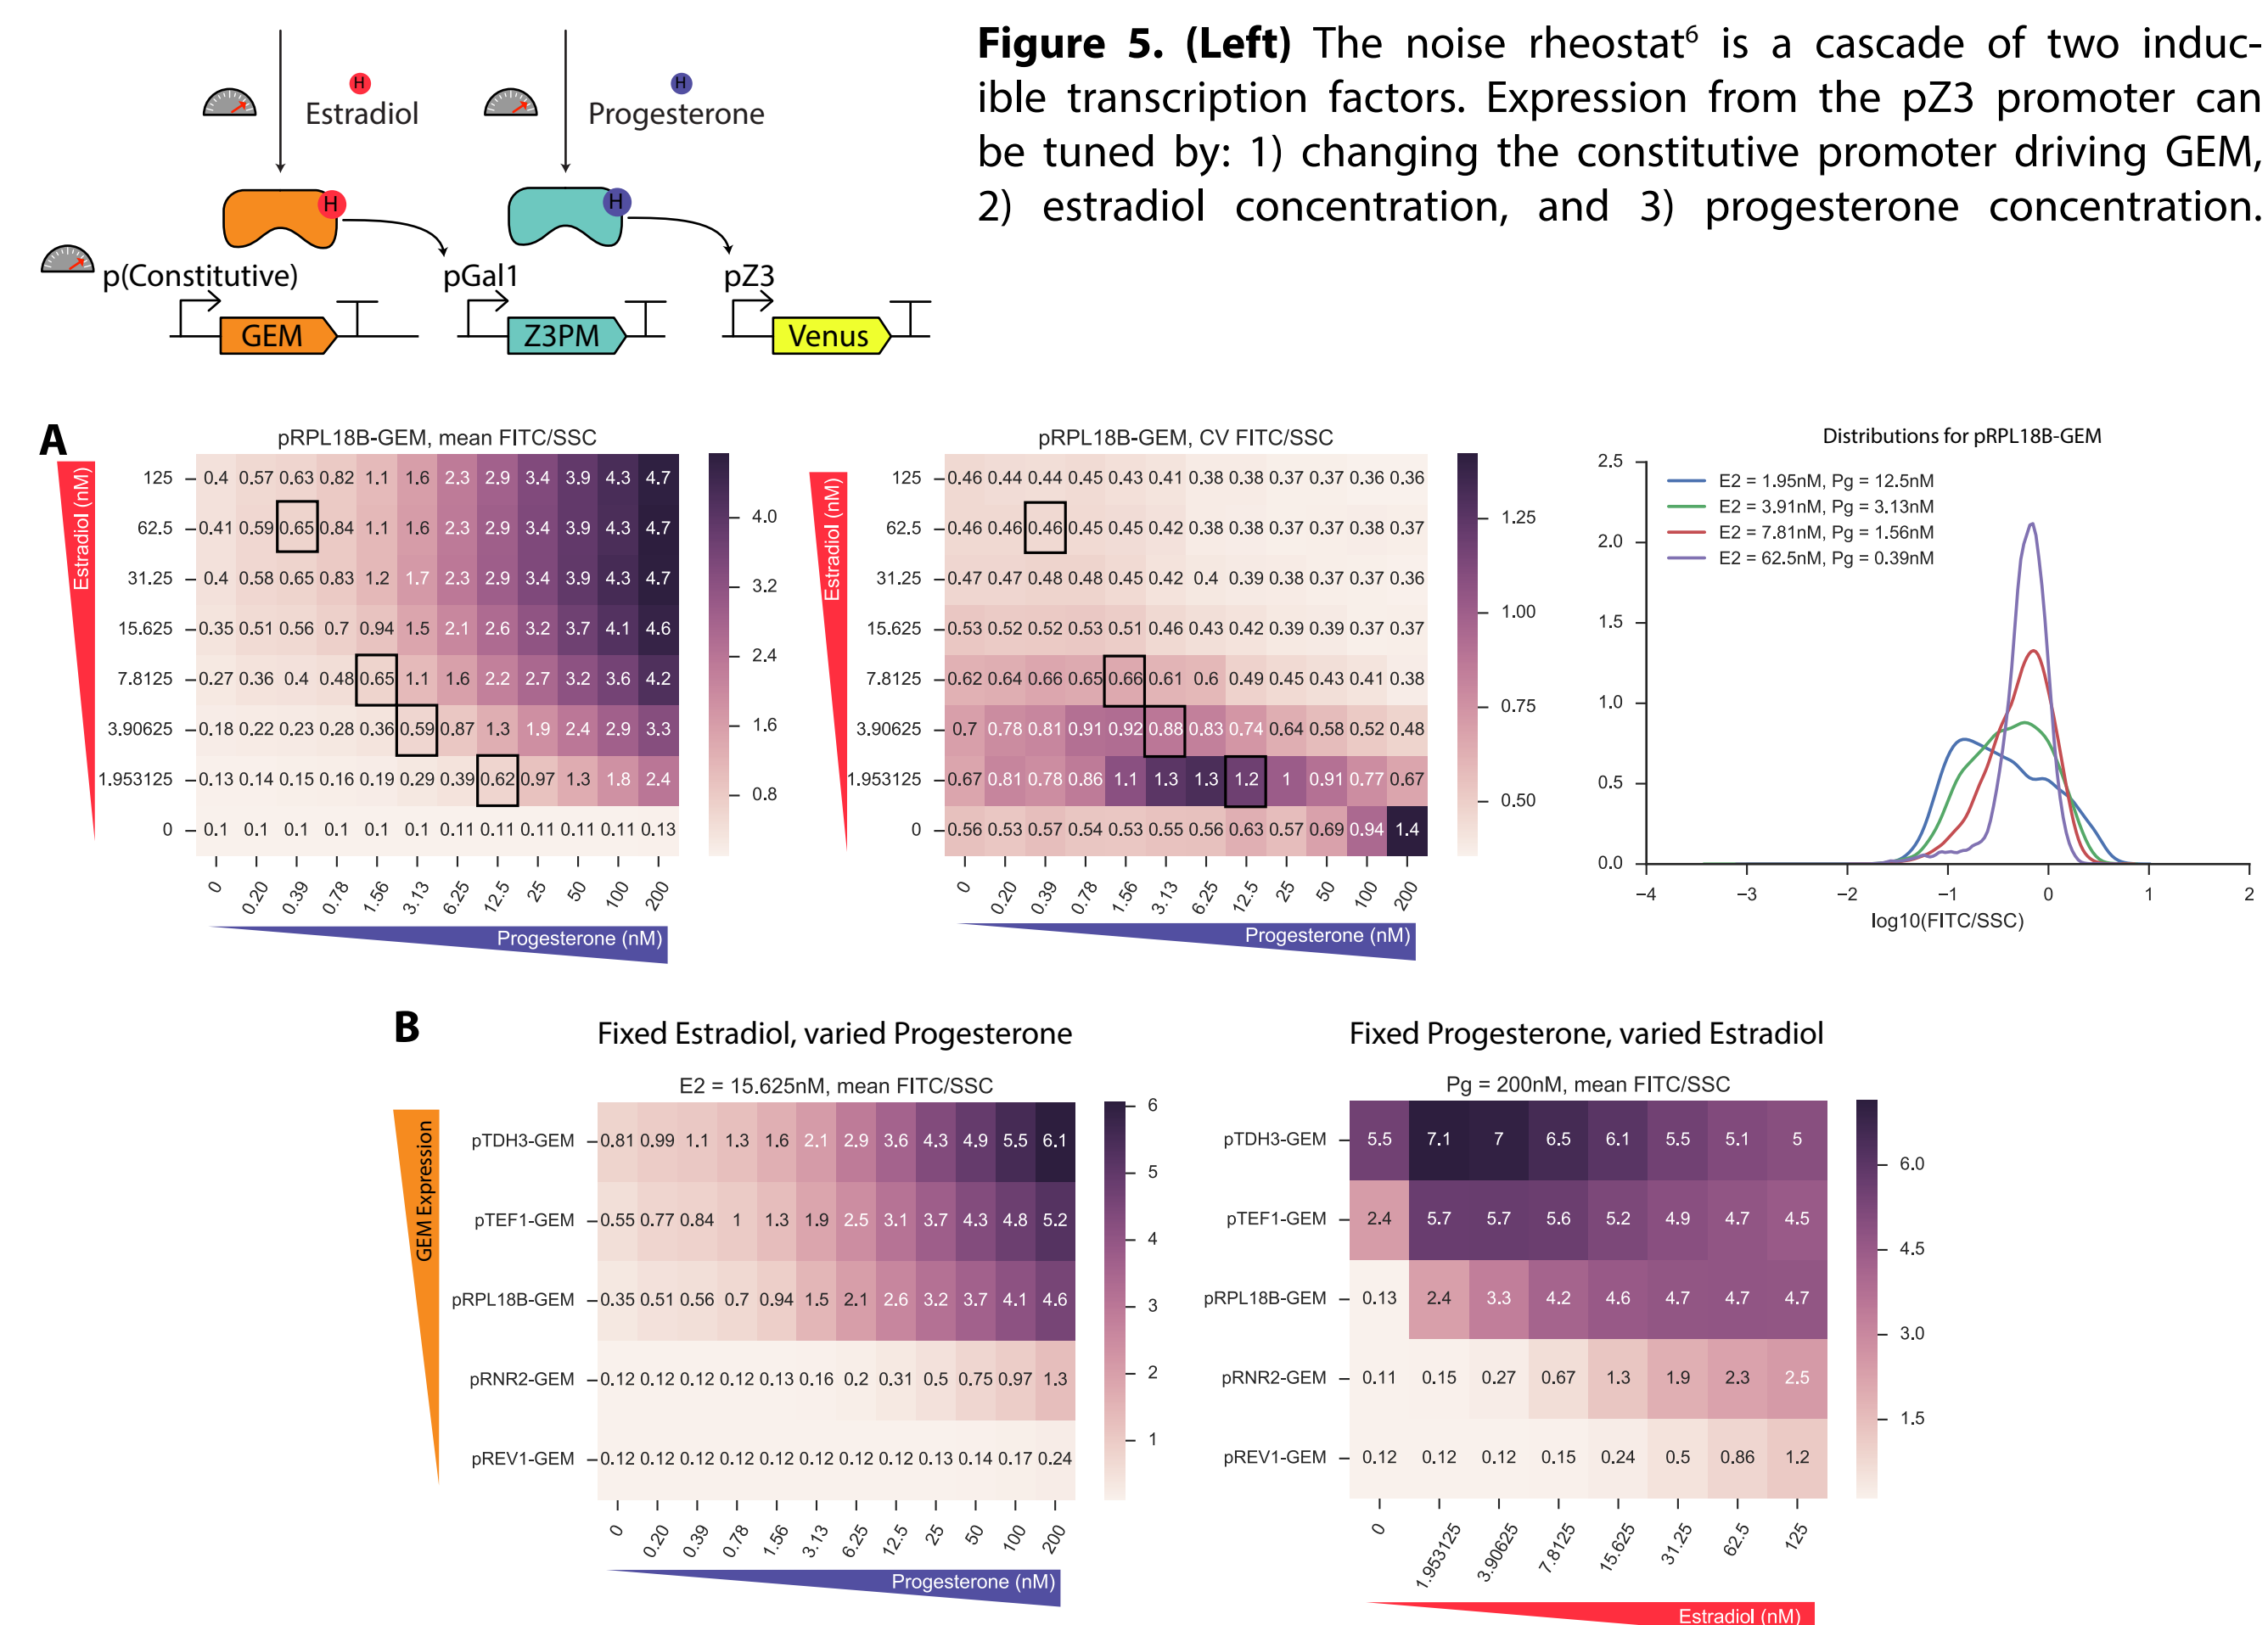 Figure 5. (Left) The noise rheostat6 is a cascade of two induc-
ible transcription factors. Expression from the pZ3 promoter can
be tuned by: 1) changing the constitutive promoter driving GEM,
2) estradiol concentration, and 3) progesterone concentration.
H
Estradiol
H
Progesterone
H
H
p(Constitutive)
pGal1
pZ3
GEM
Z3PM
Venus
A
pRPL18B-GEM, mean FITC/SSC
Estradiol (nM)
125 0.4 0.57 0.63 0.82 1.1 1.6 2.3 2.9 3.4 3.9 4.3 4.7
62.5 0.41 0.59 0.65 0.84 1.1 1.6 2.3 2.9 3.4 3.9 4.3 4.7
31.25 0.4 0.58 0.65 0.83 1.2 1.7 2.3 2.9 3.4 3.9 4.3 4.7
15.625 0.35 0.51 0.56 0.7 0.94 1.5 2.1 2.6 3.2 3.7 4.1 4.6
7.8125 0.27 0.36 0.4 0.48 0.65 1.1 1.6 2.2 2.7 3.2 3.6 4.2
3.90625 0.18 0.22 0.23 0.28 0.36 0.59 0.87 1.3 1.9 2.4 2.9 3.3
1.953125 0.13 0.14 0.15 0.16 0.19 0.29 0.39 0.62 0.97 1.3 1.8 2.4
0 0.1 0.1 0.1 0.1 0.1 0.1 0.11 0.11 0.11 0.11 0.11 0.13
0 0.20 0.39 0.78 1.56 3.13 6.25 12.5 25 50 100 200
Progesterone (nM)
4.0
3.2
2.4
1.6
0.8
pRPL18B-GEM, CV FITC/SSC
Estradiol (nM)
125 0.46 0.44 0.44 0.45 0.43 0.41 0.38 0.38 0.37 0.37 0.36 0.36
62.5 0.46 0.46 0.46 0.45 0.45 0.42 0.38 0.38 0.37 0.37 0.38 0.37
31.25 0.47 0.47 0.48 0.48 0.45 0.42 0.4 0.39 0.38 0.37 0.37 0.36
15.625 0.53 0.52 0.52 0.53 0.51 0.46 0.43 0.42 0.39 0.39 0.37 0.37
7.8125 0.62 0.64 0.66 0.65 0.66 0.61 0.6 0.49 0.45 0.43 0.41 0.38
3.90625 0.7 0.78 0.81 0.91 0.92 0.88 0.83 0.74 0.64 0.58 0.52 0.48
1.953125 0.67 0.81 0.78 0.86 1.1 1.3 1.3 1.2 1 0.91 0.77 0.67
0 0.56 0.53 0.57 0.54 0.53 0.55 0.56 0.63 0.57 0.69 0.94 1.4
0 0.20 0.39 0.78 1.56 3.13 6.25 12.5 25 50 100 200
Progesterone (nM)
1.25
1.00
0.75
0.50
Distributions for pRPL18B-GEM
E2 = 1.95nM, Pg = 12.5nM
E2 = 3.91nM, Pg = 3.13nM
E2 = 7.81nM, Pg = 1.56nM
E2 = 62.5nM, Pg = 0.39nM
2.5
2.0
1.5
1.0
0.5
0.0
−4 −3 −2 −1 0 1 2
log10(FITC/SSC)
B
Fixed Estradiol, varied Progesterone
E2 = 15.625nM, mean FITC/SSC
GEM Expression
pTDH3-GEM 0.81 0.99 1.1 1.3 1.6 2.1 2.9 3.6 4.3 4.9 5.5 6.1
pTEF1-GEM 0.55 0.77 0.84 1 1.3 1.9 2.5 3.1 3.7 4.3 4.8 5.2
pRPL18B-GEM 0.35 0.51 0.56 0.7 0.94 1.5 2.1 2.6 3.2 3.7 4.1 4.6
pRNR2-GEM 0.12 0.12 0.12 0.12 0.13 0.16 0.2 0.31 0.5 0.75 0.97 1.3
pREV1-GEM 0.12 0.12 0.12 0.12 0.12 0.12 0.12 0.12 0.13 0.14 0.17 0.24
0 0.20 0.39 0.78 1.56 3.13 6.25 12.5 25 50 100 200
Progesterone (nM)
6
5
4
3
2
1
Fixed Progesterone, varied Estradiol
Pg = 200nM, mean FITC/SSC
pTDH3-GEM 5.5 7.1 7 6.5 6.1 5.5 5.1 5
pTEF1-GEM 2.4 5.7 5.7 5.6 5.2 4.9 4.7 4.5
pRPL18B-GEM 0.13 2.4 3.3 4.2 4.6 4.7 4.7 4.7
pRNR2-GEM 0.11 0.15 0.27 0.67 1.3 1.9 2.3 2.5
pREV1-GEM 0.12 0.12 0.12 0.15 0.24 0.5 0.86 1.2
0 1.953125 3.90625 7.8125 15.625 31.25 62.5 125
Estradiol (nM)
6.0
4.5
3.0
1.5